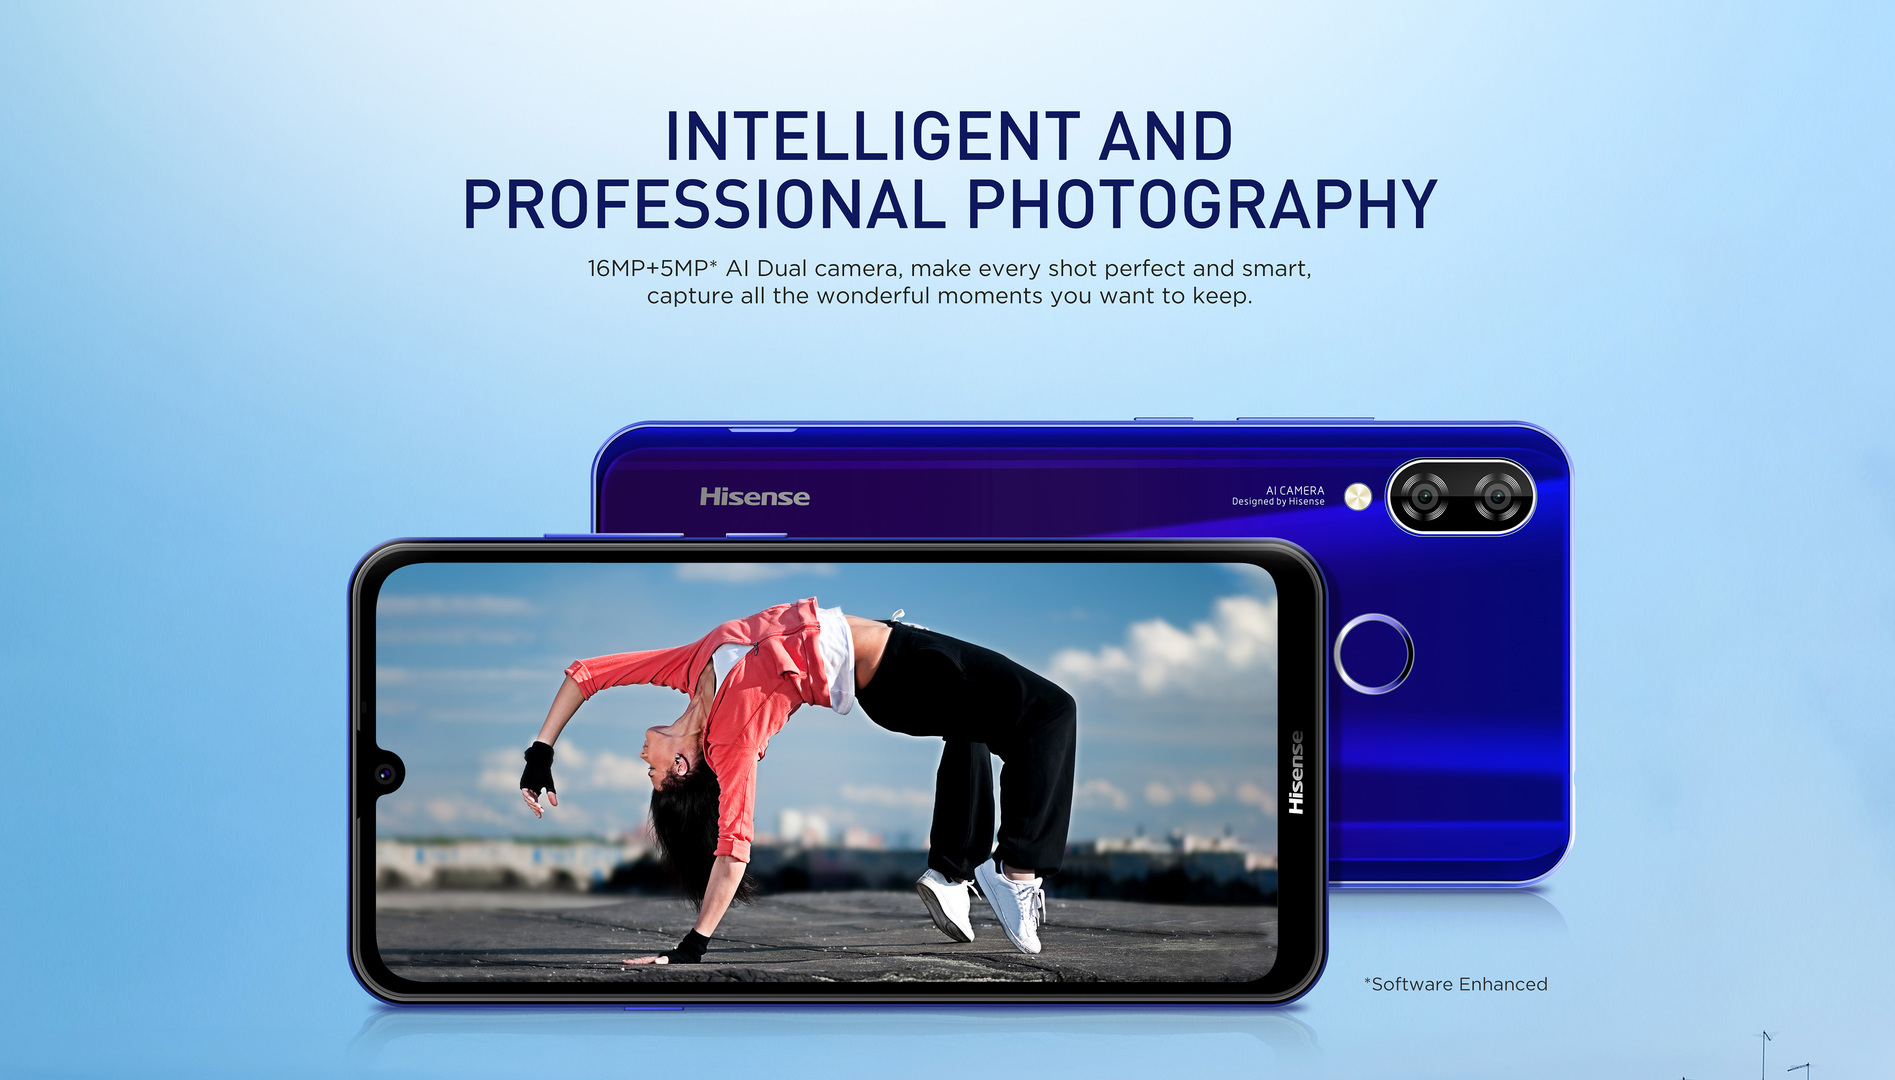 INTELLIGENT AND
PROFESSIONAL PHOTOGRAPHY
16MP+5MP* AI Dual camera, make every shot perfect and smart,
capture all the wonderful moments you want to keep.
Hisense
AI CAMERA
Designed by Hisense
Hisense
*Software Enhanced